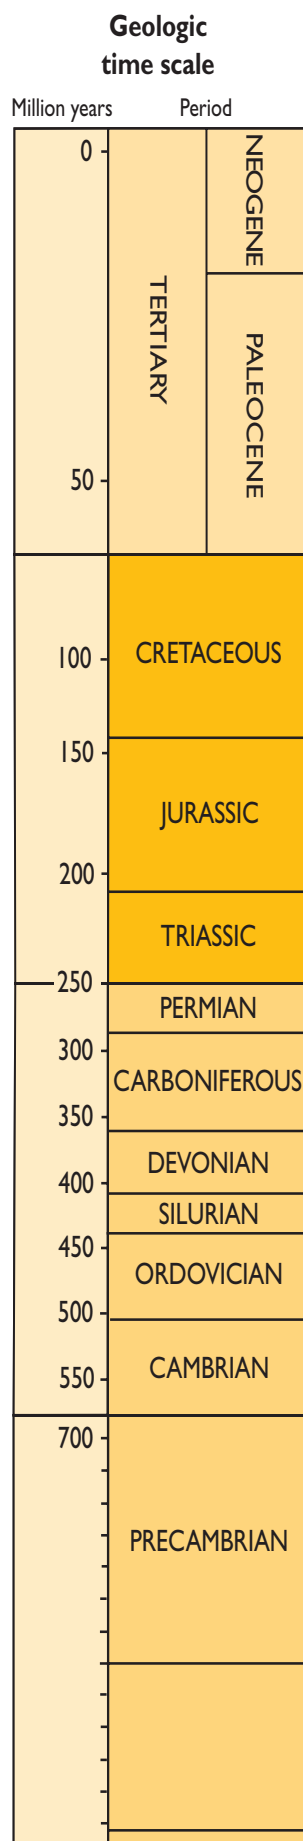 Geologic
time scale
Million years Period
0
NEOGENE
TERTIARY
PALEOCENE
50
100 CRETACEOUS
150
JURASSIC
200
TRIASSIC
250
PERMIAN
300
CARBONIFEROUS
350
DEVONIAN
400
SILURIAN
450
ORDOVICIAN
500
CAMBRIAN
550
700
PRECAMBRIAN